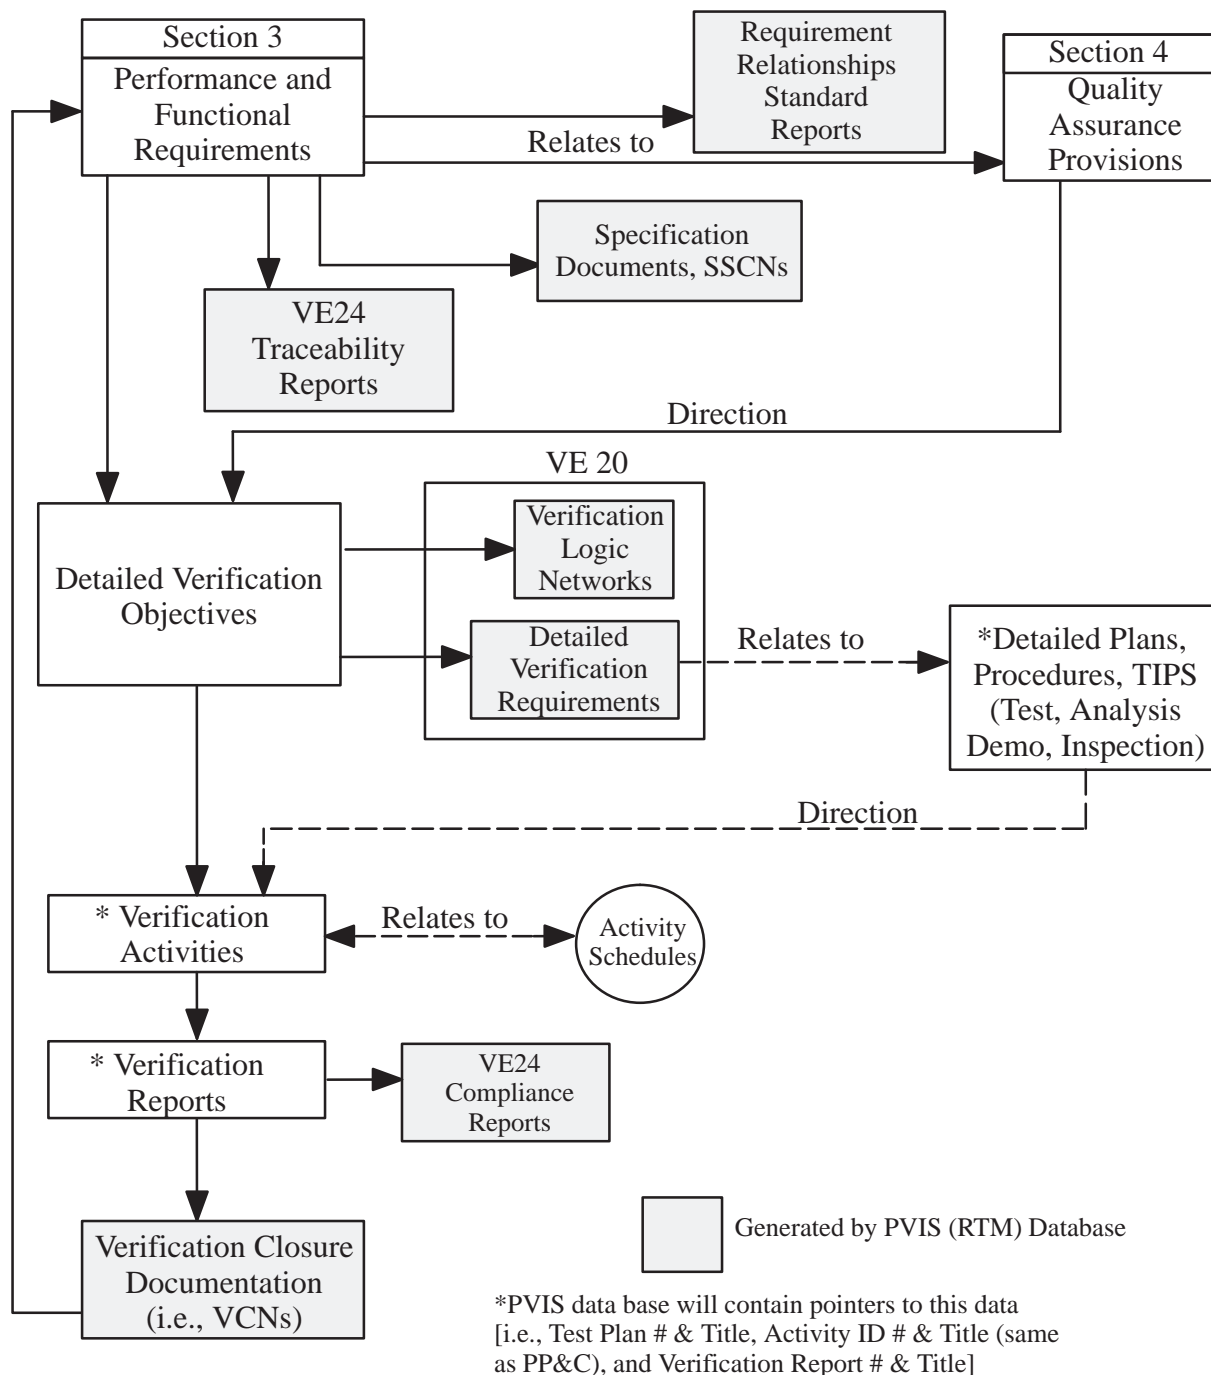 Section 3
Performance and
Functional
Requirements
Requirement
Relationships
Standard
Reports
Section 4
Quality
Assurance
Provisions
Relates to
Specification
Documents, SSCNs
VE24
Traceability
Reports
Direction
VE 20
Verification
Logic
Networks
Detailed Verification
Objectives
Detailed
Verification
Requirements
Relates to
*Detailed Plans,
Procedures, TIPS
(Test, Analysis
Demo, Inspection)
Direction
* Verification
Activities
Relates to
Activity
Schedules
* Verification
Reports
VE24
Compliance
Reports
Verification Closure
Documentation
(i.e., VCNs)
Generated by PVIS (RTM) Database
*PVIS data base will contain pointers to this data
[i.e., Test Plan # & Title, Activity ID # & Title (same
as PP&C), and Verification Report # & Title]